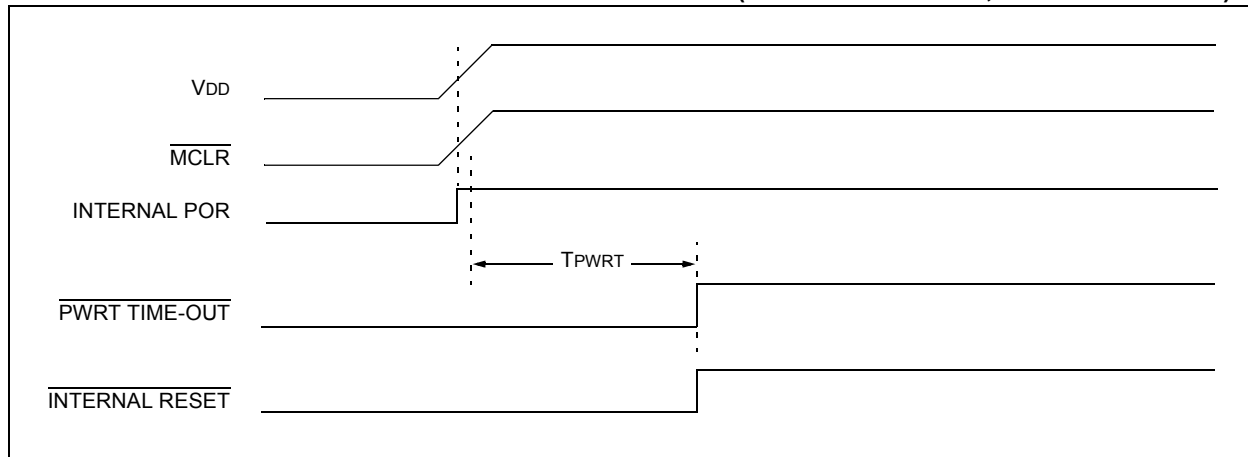 VDD
MCLR
INTERNAL POR
TPWRT
PWRT TIME-OUT
INTERNAL RESET